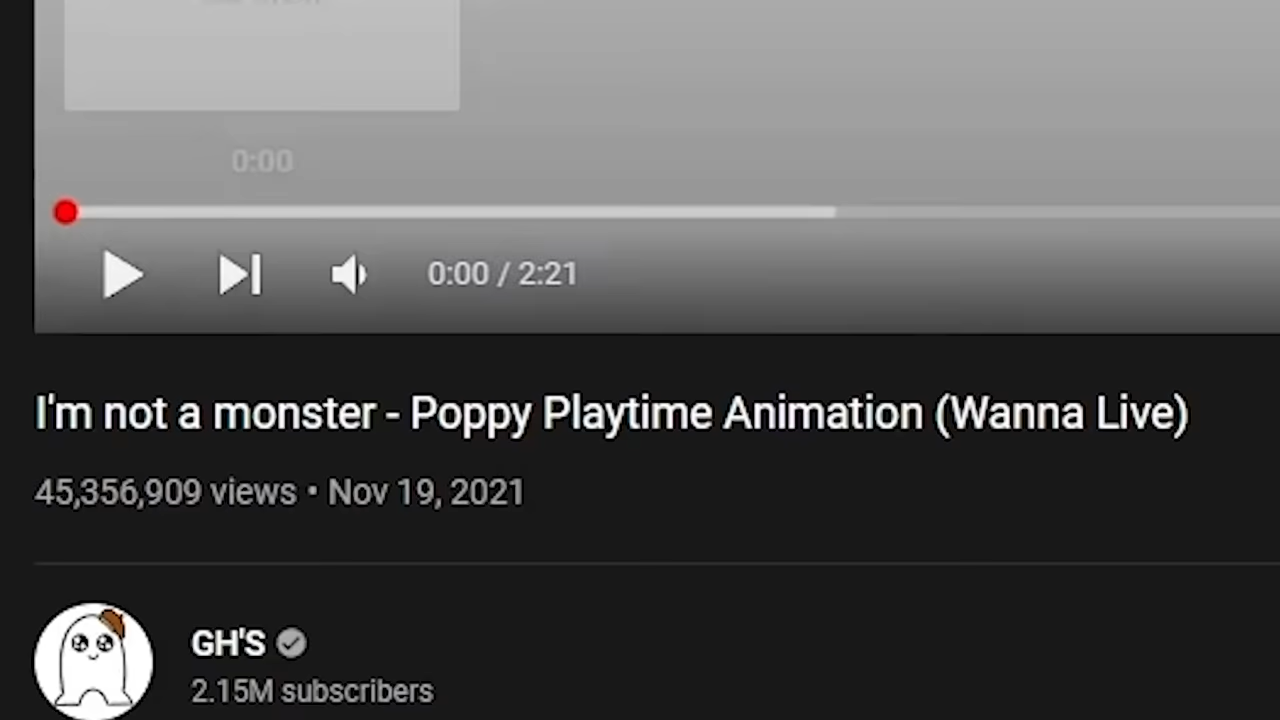 0:00
0:00 / 2:21
I'm not a monster - Poppy Playtime Animation (Wanna Live)
45,356,909 views • Nov 19, 2021
GH'S
2.15M subscribers